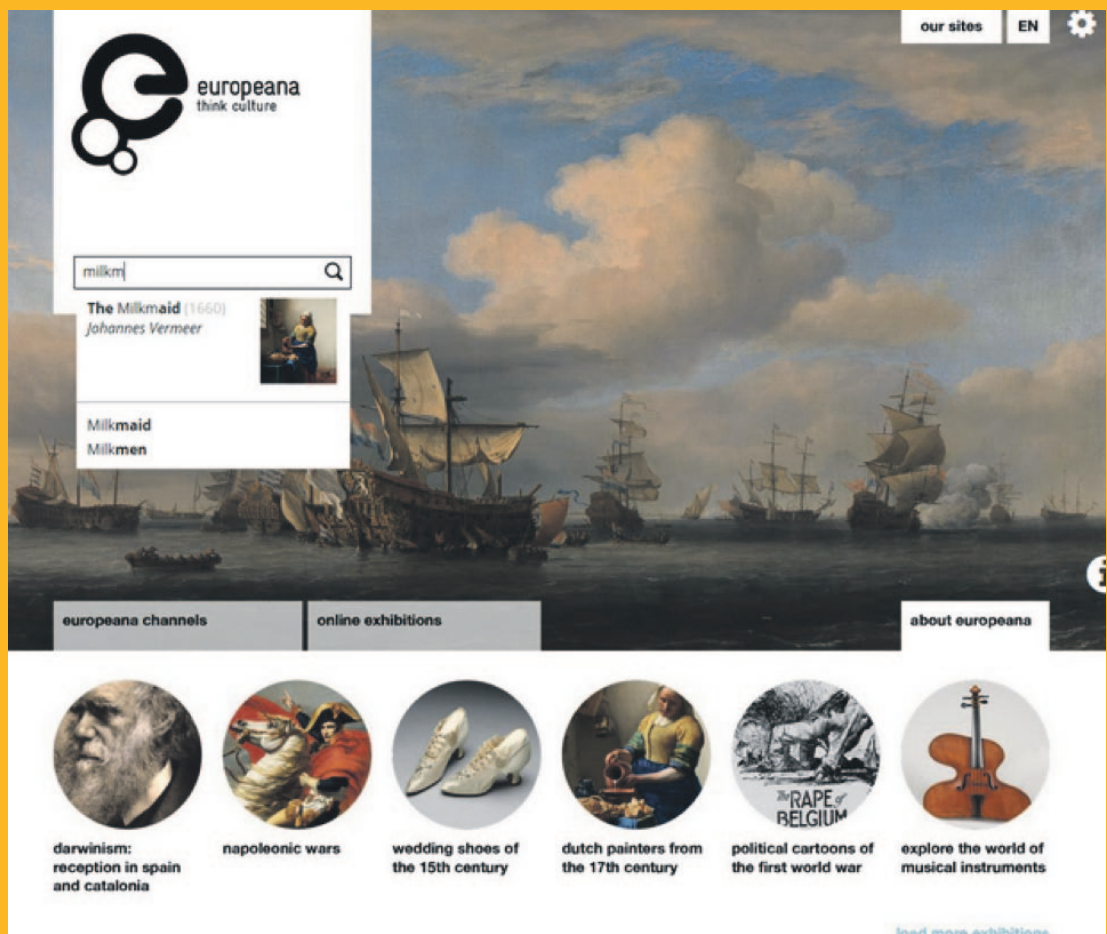 our sites
EN
europeana
think culture
milkm
The Milkmaid (1660)
Johannes Vermeer
Milkmaid
Milkmen
europeana channels
online exhibitions
about europeana
darwinism:
reception in spain
and catalonia
napoleonic wars
wedding shoes of
the 15th century
dutch painters from
the 17th century
The RAPE of
BELGIUM
political cartoons of
the first world war
explore the world of
musical instruments
load more exhibitions